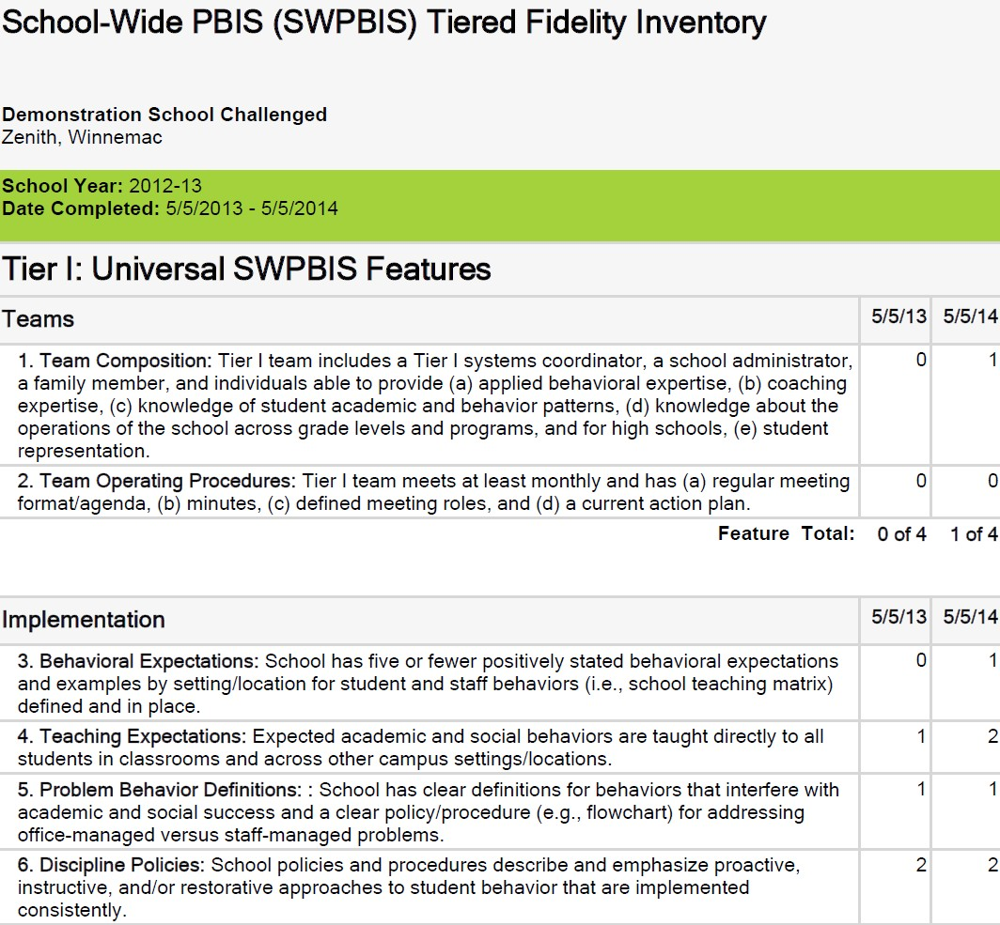 School-Wide PBIS (SWPBIS) Tiered Fidelity Inventory
Demonstration School Challenged
Zenith, Winnemac
School Year: 2012-13
Date Completed: 5/5/2013 - 5/5/2014
Tier I: Universal SWPBIS Features
Teams 5/5/13 5/5/14
1. Team Composition: Tier I team includes a Tier I systems coordinator, a school administrator, 0 1
a family member, and individuals able to provide (a) applied behavioral expertise, (b) coaching
expertise, (c) knowledge of student academic and behavior patterns, (d) knowledge about the
operations of the school across grade levels and programs, and for high schools, (e) student
representation.
2. Team Operating Procedures: Tier I team meets at least monthly and has (a) regular meeting 0 0
format/agenda, (b) minutes, (c) defined meeting roles, and (d) a current action plan.
Feature Total: 0 of 4 1 of 4
Implementation 5/5/13 5/5/14
3. Behavioral Expectations: School has five or fewer positively stated behavioral expectations 0 1
and examples by setting/location for student and staff behaviors (i.e., school teaching matrix)
defined and in place.
4. Teaching Expectations: Expected academic and social behaviors are taught directly to all 1 2
students in classrooms and across other campus settings/locations.
5. Problem Behavior Definitions: : School has clear definitions for behaviors that interfere with 1 1
academic and social success and a clear policy/procedure (e.g., flowchart) for addressing
office-managed versus staff-managed problems.
6. Discipline Policies: School policies and procedures describe and emphasize proactive, 2 2
instructive, and/or restorative approaches to student behavior that are implemented
consistently.